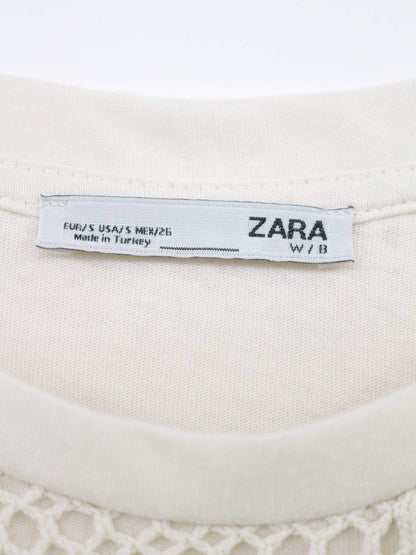 EUR/S USA/S MEX/26
Made in Turkey
ZARA
W/B